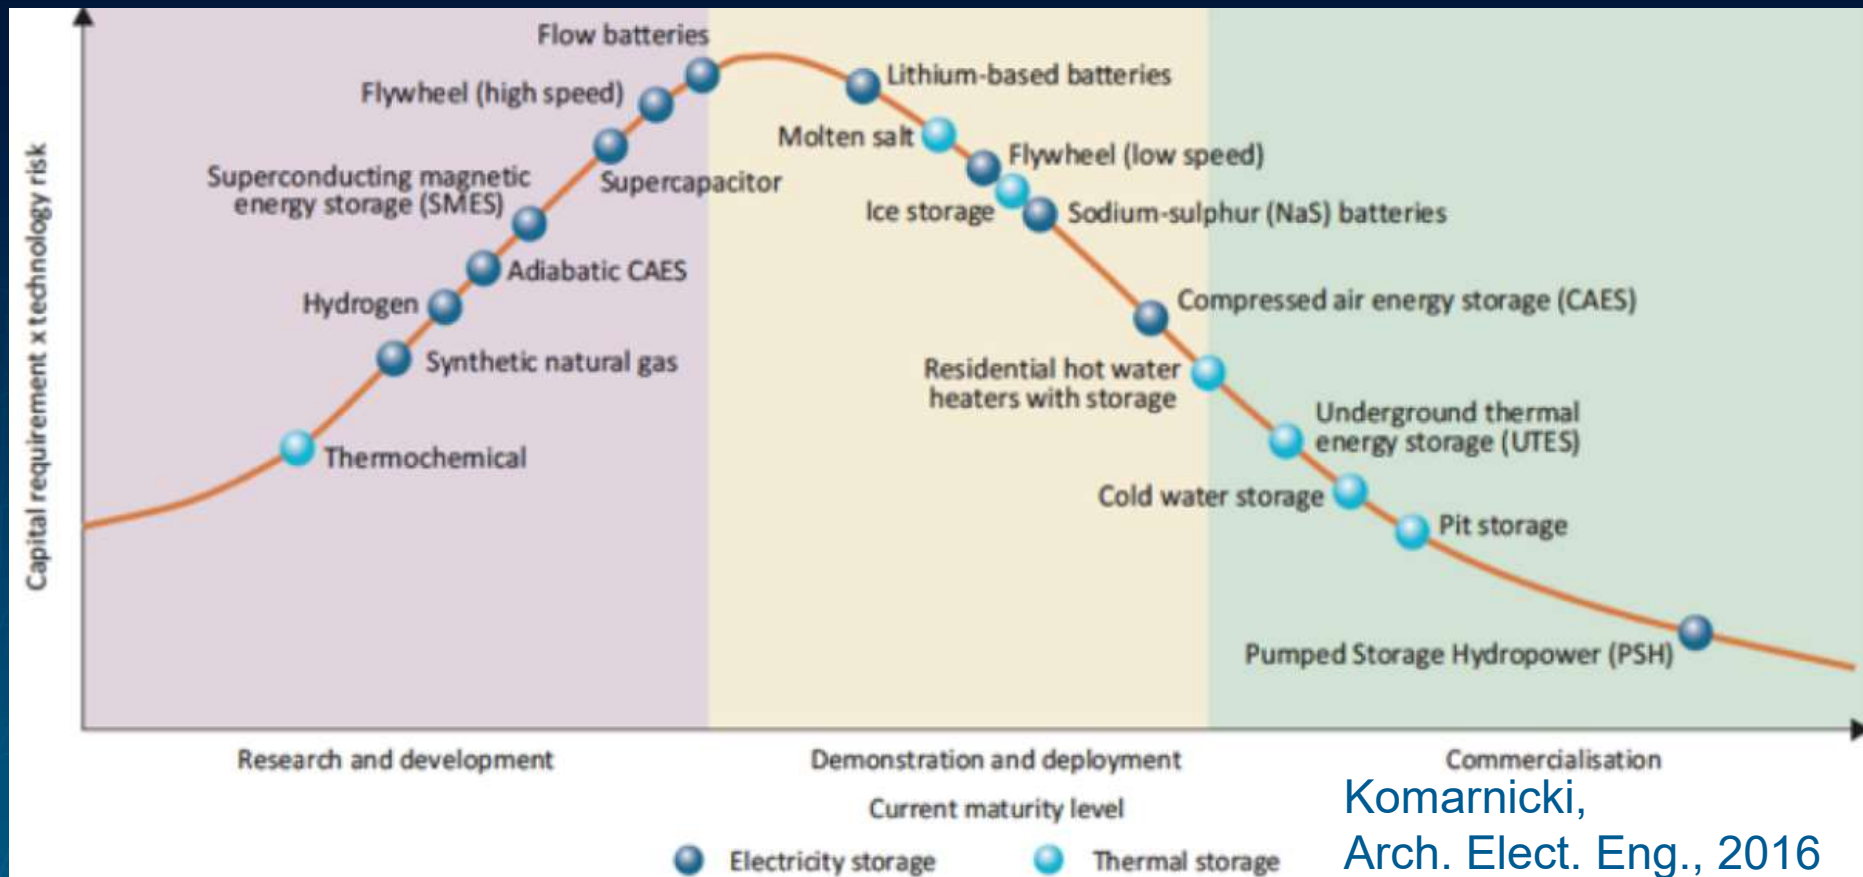 Capital requirement x technology risk
Flow batteries
Flywheel (high speed)
Supercapacitor
Superconducting magnetic
energy storage (SMES)
Adiabatic CAES
Hydrogen
Synthetic natural gas
Thermochemical
Lithium-based batteries
Molten salt
Flywheel (low speed)
Ice storage
Sodium-sulphur (NaS) batteries
Compressed air energy storage (CAES)
Residential hot water
heaters with storage
Underground thermal
energy storage (UTES)
Cold water storage
Pit storage
Pumped Storage Hydropower (PSH)
Research and development
Demonstration and deployment
Commercialisation
Current maturity level
Electricity storage
Thermal storage
Komarnicki,
Arch. Elect. Eng., 2016